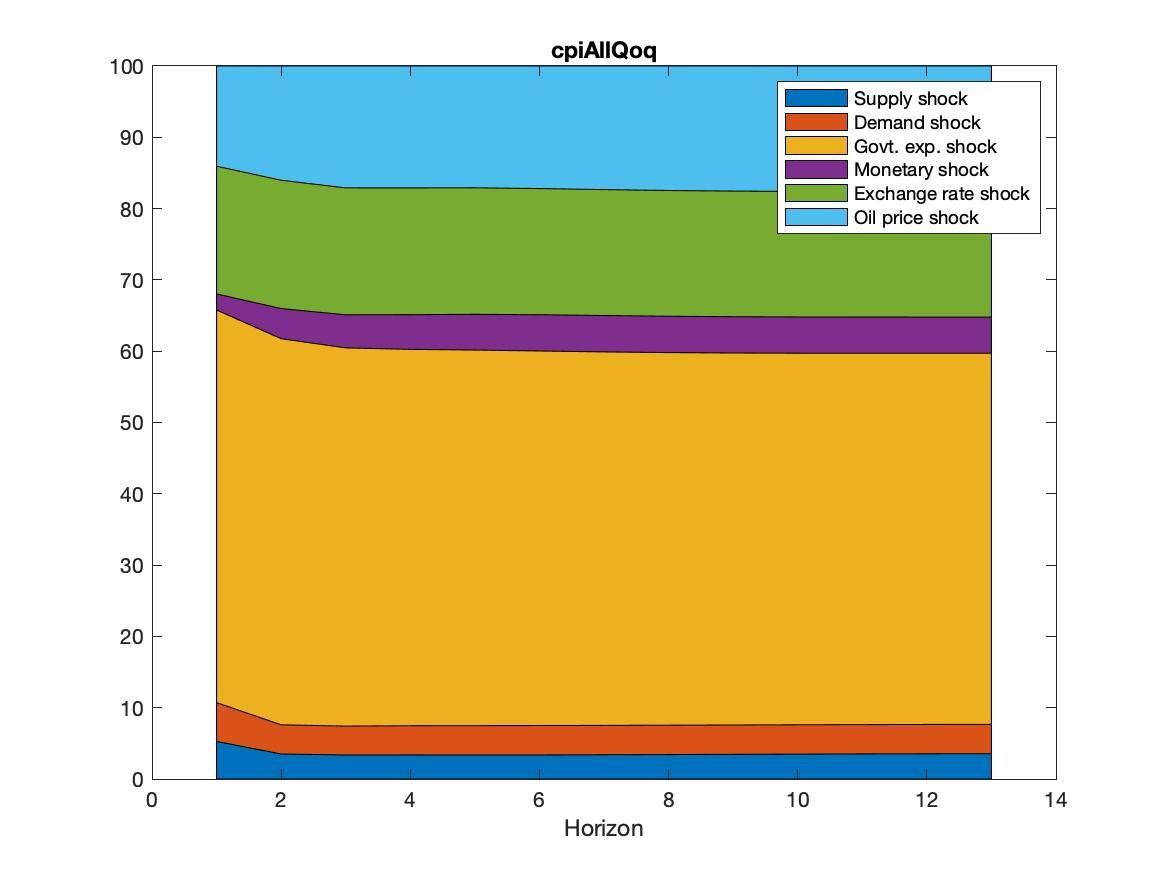 cpiAllQoq
100
90
80
70
60
50
40
30
20
10
0
Supply shock
Demand shock
Govt. exp. shock
Monetary shock
Exchange rate shock
Oil price shock
0 2 4 6 8 10 12 14
Horizon